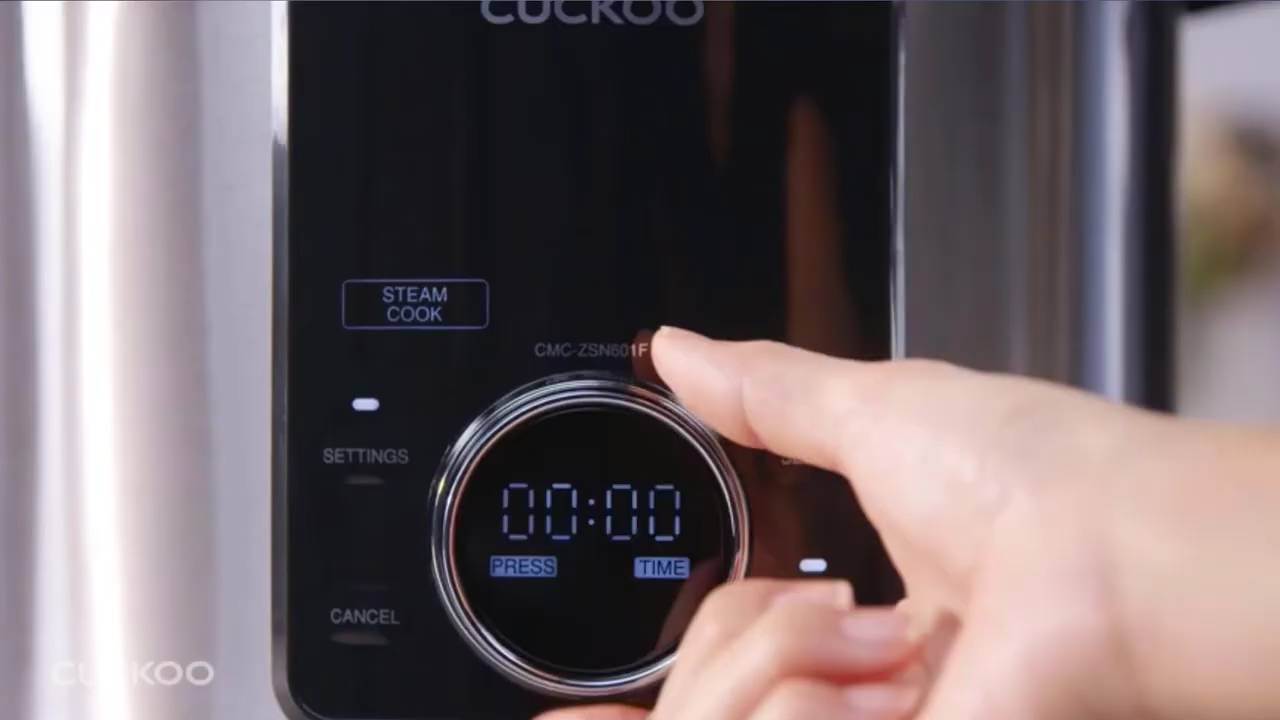 CUCKOO
STEAM
COOK
CMC-ZSN601F
SETTINGS
00:00
PRESS TIME
CANCEL
CUCKOO